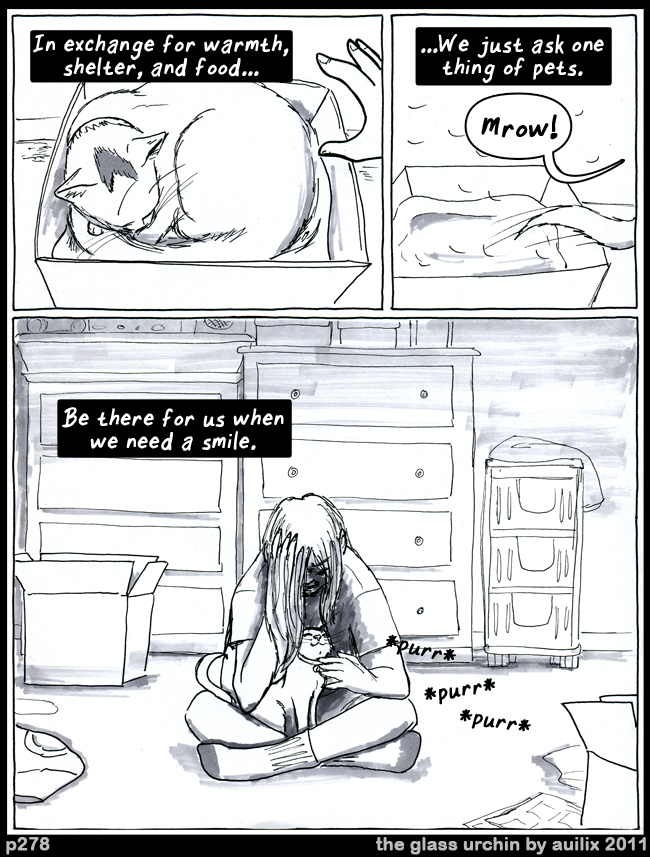 In exchange for warmth,
shelter, and food...
...We just ask one
thing of pets.
Mrow!
Be there for us when
we need a smile.
*purr*
*purr*
*purr*
p278
the glass urchin by auilix 2011